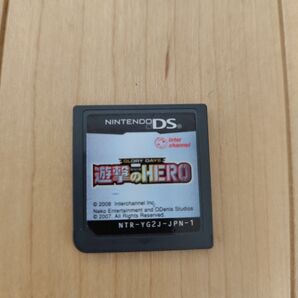 NINTENDO DS
inter channel
GLORY DAYS
遊撃のHERO
© 2008 Interchannel Inc.
Neko Entertainment and ODenis Studios
© 2007. All Rights Reserved.
NTR-YG2J-JPN-1